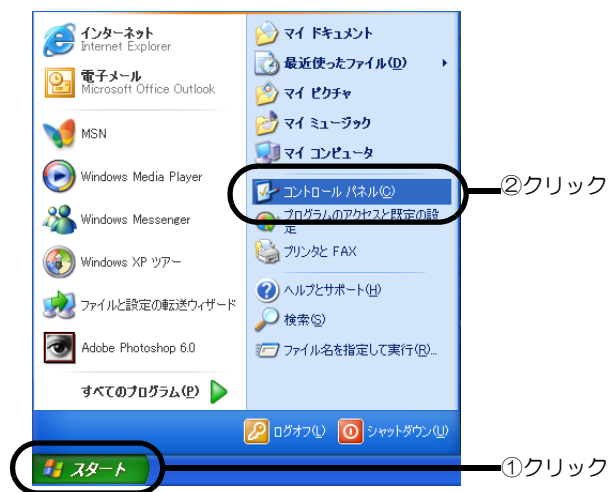 インターネット
Internet Explorer
電子メール
Microsoft Office Outlook
MSN
Windows Media Player
Windows Messenger
Windows XP ツアー
ファイルと設定の転送ウィザード
Adobe Photoshop 6.0
すべてのプログラム(P)
マイ ドキュメント
最近使ったファイル(D)
マイ ピクチャ
マイ ミュージック
マイ コンピュータ
コントロール パネル(C)
プログラムのアクセスと既定の設
定
プリンタと FAX
ヘルプとサポート(H)
検索(S)
ファイル名を指定して実行(R)...
②クリック
ログオフ(L)
シャットダウン(U)
スタート
①クリック